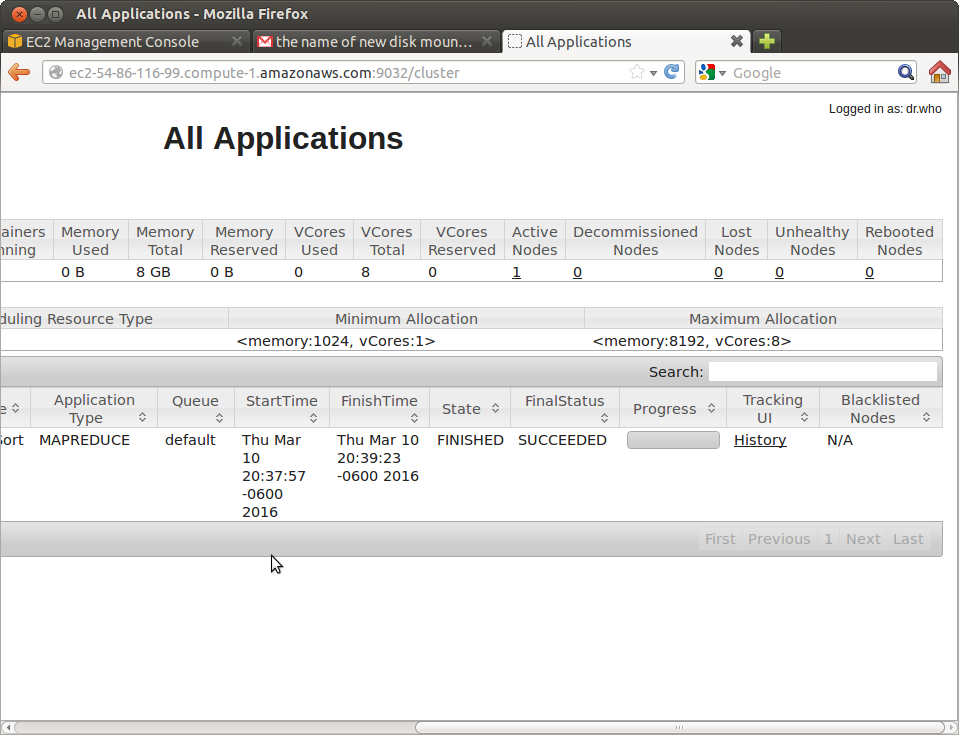 All Applications - Mozilla Firefox
EC2 Management Console
the name of new disk moun...
All Applications
ec2-54-86-116-99.compute-1.amazonaws.com:9032/cluster
Google
Logged in as: dr.who
All Applications
ainers Memory Memory Memory VCores VCores VCores Active Decommissioned Lost Unhealthy Rebooted
nning Used Total Reserved Used Total Reserved Nodes Nodes Nodes Nodes Nodes
0 B 8 GB 0 B 0 8 0 1 0 0 0 0
duling Resource Type Minimum Allocation Maximum Allocation
<memory:1024, vCores:1> <memory:8192, vCores:8>
Search:
e Application Type Queue StartTime FinishTime State FinalStatus Progress Tracking UI Blacklisted Nodes
Sort MAPREDUCE default Thu Mar Thu Mar 10 FINISHED SUCCEEDED History N/A
10 20:39:23
20:37:57 -0600 2016
-0600
2016
First Previous 1 Next Last